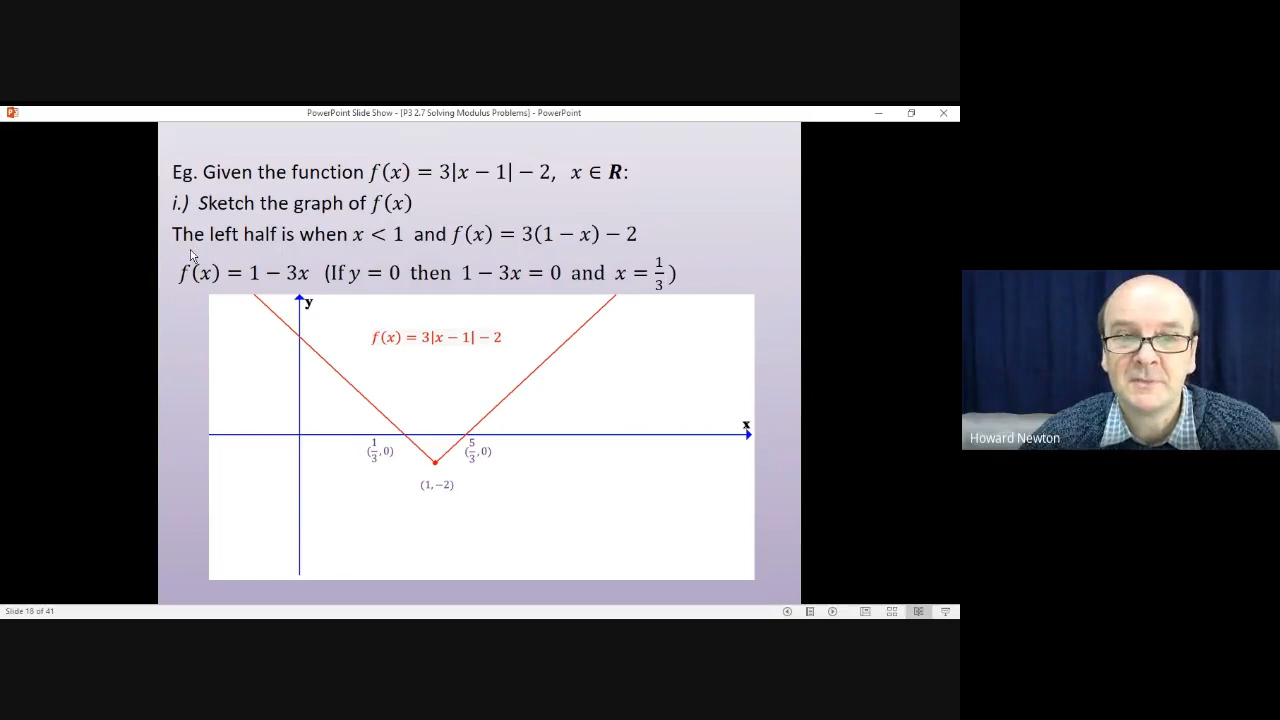 PowerPoint Slide Show - [P3 2.7 Solving Modulus Problems] - PowerPoint
Eg. Given the function f(x) = 3|x − 1| − 2, x ∈ R:
i.) Sketch the graph of f(x)
The left half is when x < 1 and f(x) = 3(1 − x) − 2
f(x) = 1 − 3x (If y = 0 then 1 − 3x = 0 and x = 1/3)
y
f(x) = 3|x − 1| − 2
x
(1/3, 0)
(5/3, 0)
(1, −2)
Howard Newton
Slide 18 of 41